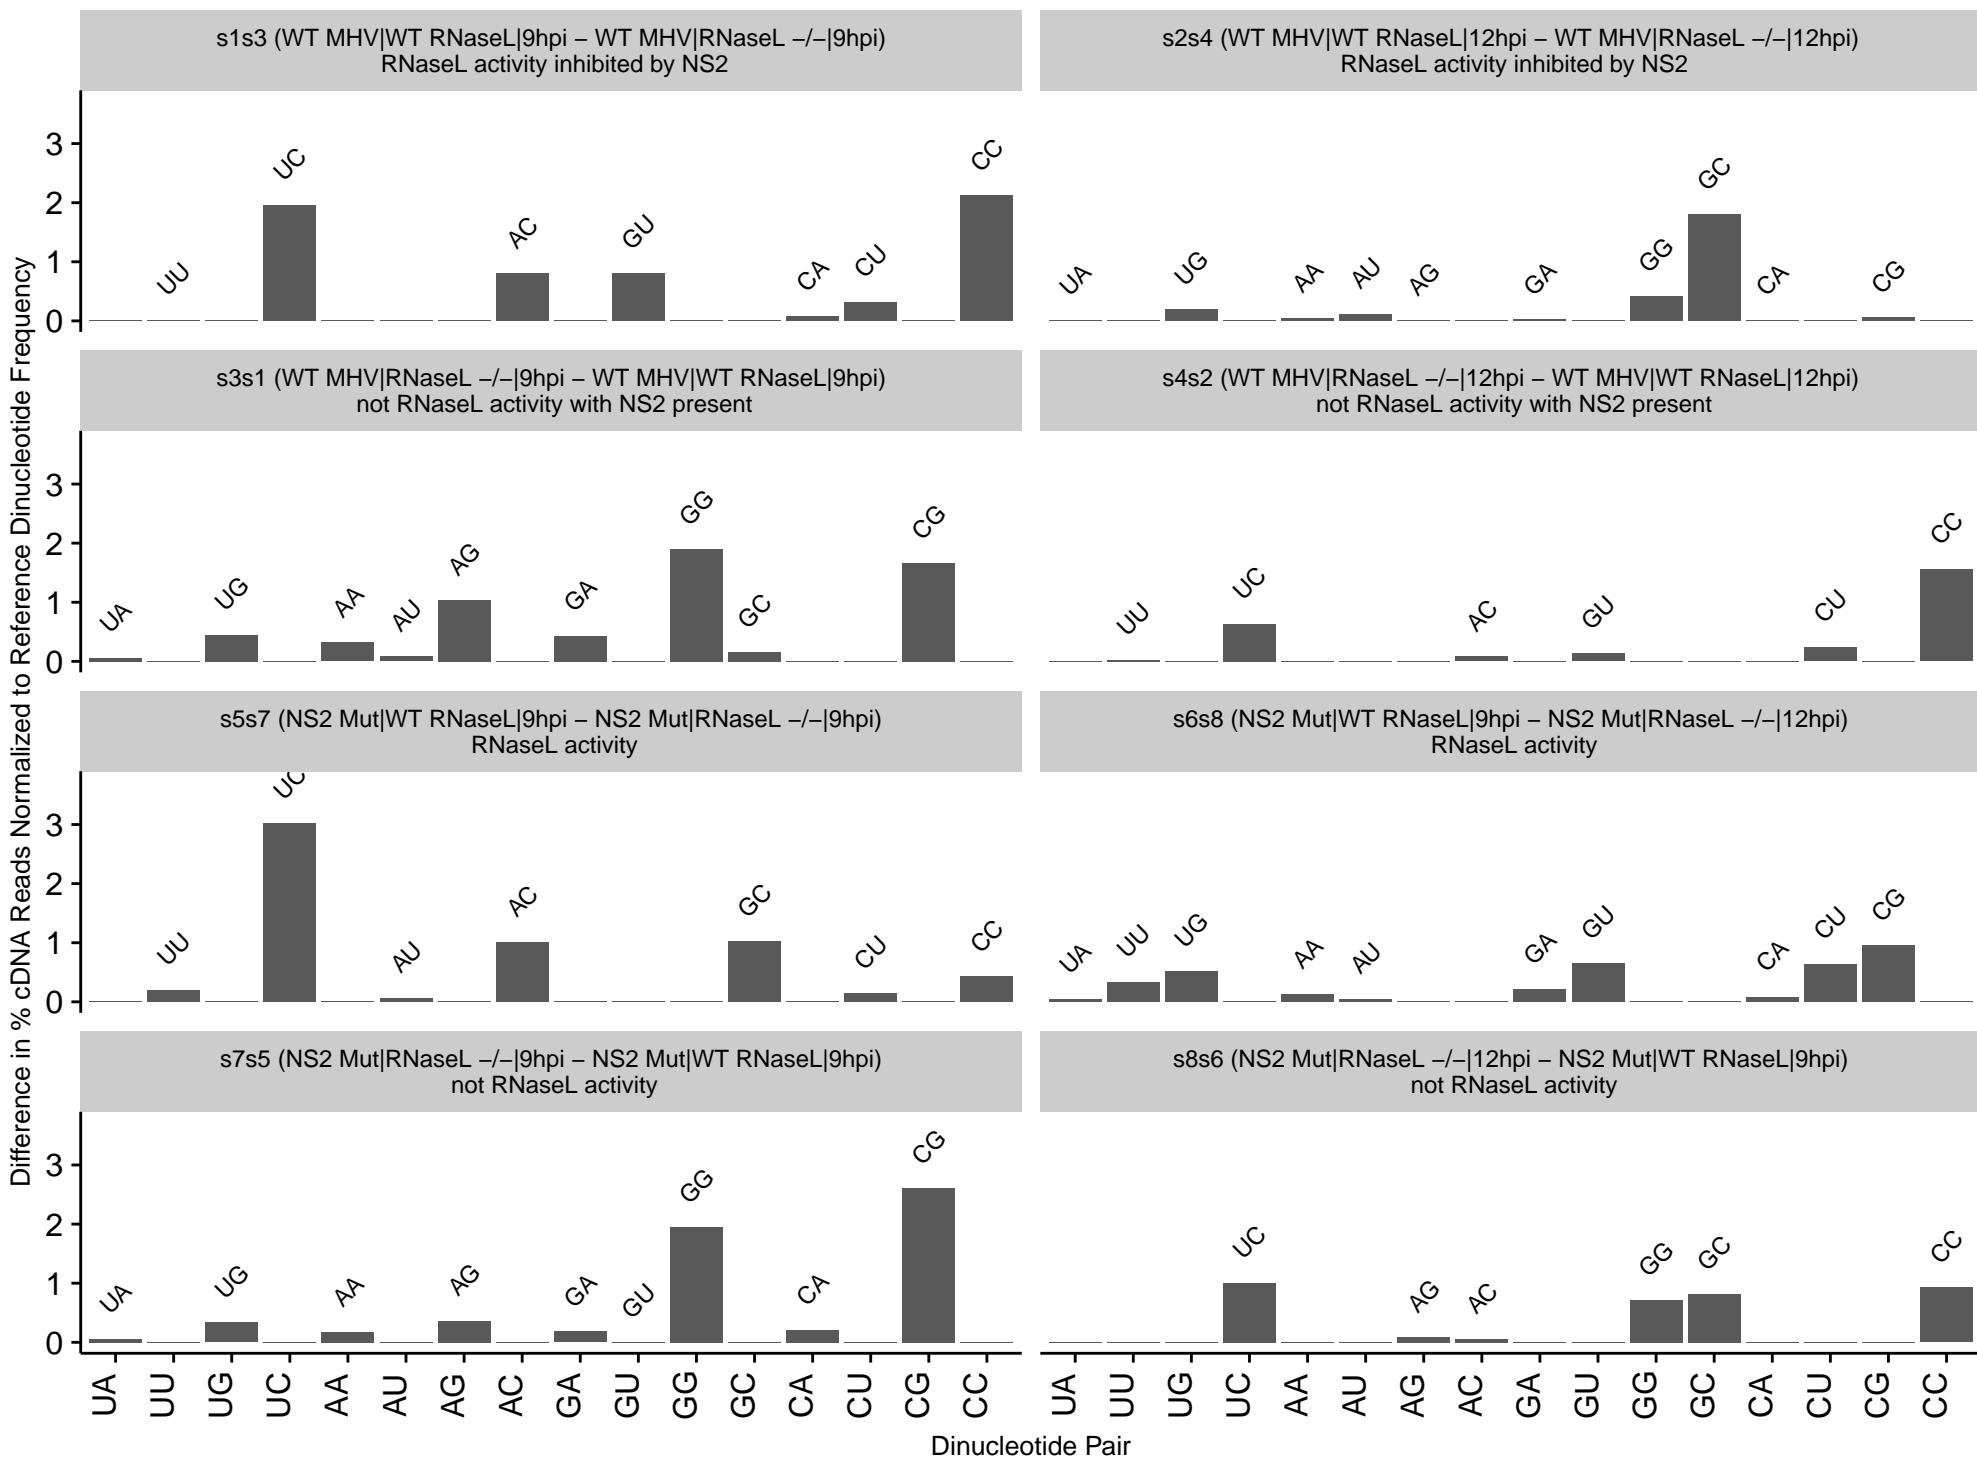 Difference in % cDNA Reads Normalized to Reference Dinucleotide Frequency
s1s3 (WT MHV|WT RNaseL|9hpi − WT MHV|RNaseL −/−|9hpi)
RNaseL activity inhibited by NS2
3
2
1
0
UU
UC
AC
GU
CA
CU
CC
s2s4 (WT MHV|WT RNaseL|12hpi − WT MHV|RNaseL −/−|12hpi)
RNaseL activity inhibited by NS2
UA
UG
AA
AU
AG
GA
GG
GC
CA
CG
s3s1 (WT MHV|RNaseL −/−|9hpi − WT MHV|WT RNaseL|9hpi)
not RNaseL activity with NS2 present
3
2
1
0
UA
UG
AA
AU
AG
GA
GG
GC
CG
s4s2 (WT MHV|RNaseL −/−|12hpi − WT MHV|WT RNaseL|12hpi)
not RNaseL activity with NS2 present
UU
UC
AC
GU
CU
CC
s5s7 (NS2 Mut|WT RNaseL|9hpi − NS2 Mut|RNaseL −/−|9hpi)
RNaseL activity
3
2
1
0
UU
UC
AU
AC
GC
CU
CC
s6s8 (NS2 Mut|WT RNaseL|9hpi − NS2 Mut|RNaseL −/−|12hpi)
RNaseL activity
UA
UU
UG
AA
AU
GA
GU
CA
CU
CG
s7s5 (NS2 Mut|RNaseL −/−|9hpi − NS2 Mut|WT RNaseL|9hpi)
not RNaseL activity
3
2
1
0
UA
UG
AA
AG
GA
GU
GG
CA
CG
s8s6 (NS2 Mut|RNaseL −/−|12hpi − NS2 Mut|WT RNaseL|9hpi)
not RNaseL activity
UC
AG
AC
GG
GC
CC
UA
UU
UG
UC
AA
AU
AG
AC
GA
GU
GG
GC
CA
CU
CG
CC
UA
UU
UG
UC
AA
AU
AG
AC
GA
GU
GG
GC
CA
CU
CG
CC
Dinucleotide Pair